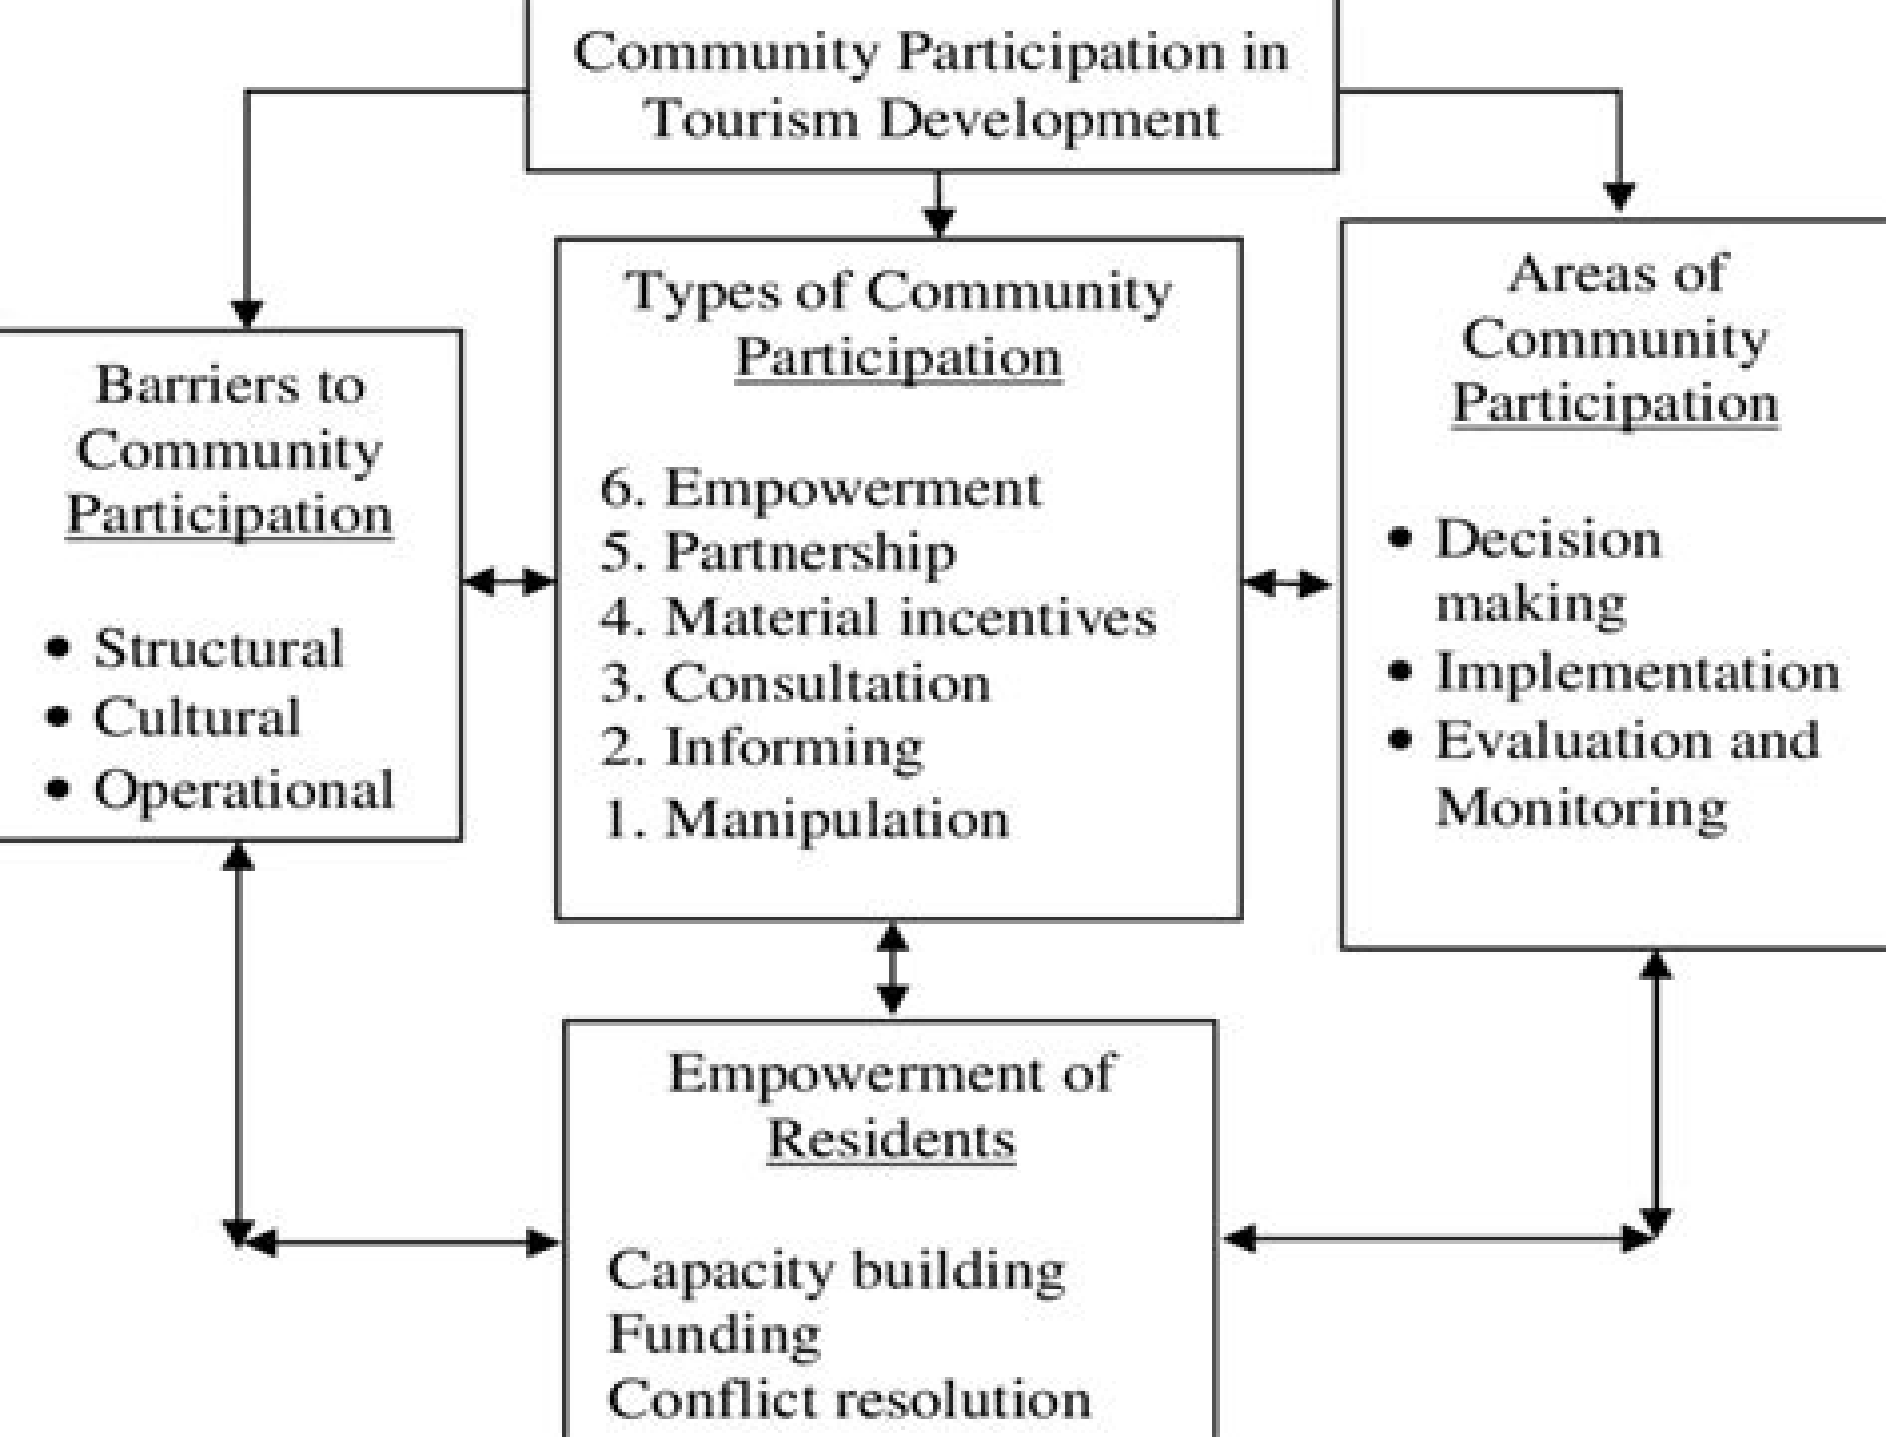 Community Participation in
Tourism Development
Barriers to
Community
Participation
• Structural
• Cultural
• Operational
Types of Community
Participation
6. Empowerment
5. Partnership
4. Material incentives
3. Consultation
2. Informing
1. Manipulation
Areas of
Community
Participation
• Decision
making
• Implementation
• Evaluation and
Monitoring
Empowerment of
Residents
Capacity building
Funding
Conflict resolution